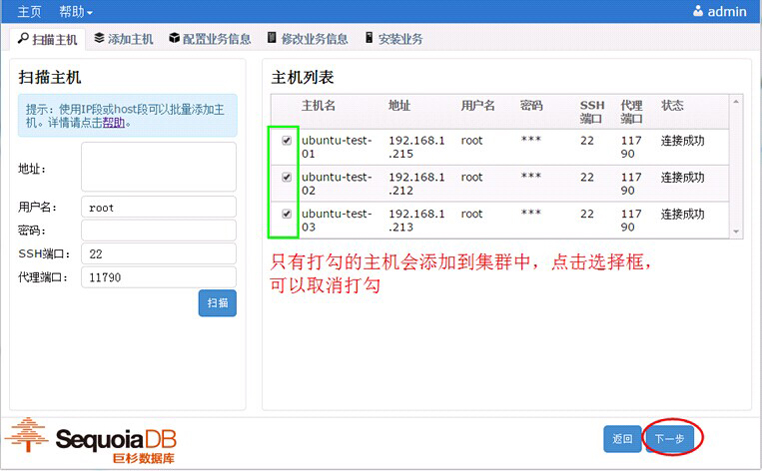 主页 帮助 admin
扫描主机 添加主机 配置业务信息 修改业务信息 安装业务
扫描主机
提示：使用IP段或host段可以批量添加主
机。详情请点击帮助。
地址：
用户名： root
密码：
SSH端口： 22
代理端口： 11790
扫描
主机列表
主机名 地址 用户名 密码 SSH 代理 状态
端口 端口
ubuntu-test- 192.168.1 root *** 22 117 连接成功
01 .215 90
ubuntu-test- 192.168.1 root *** 22 117 连接成功
02 .212 90
ubuntu-test- 192.168.1 root *** 22 117 连接成功
03 .213 90
只有打勾的主机会添加到集群中，点击选择框，
可以取消打勾
SequoiaDB
巨杉数据库
返回 下一步